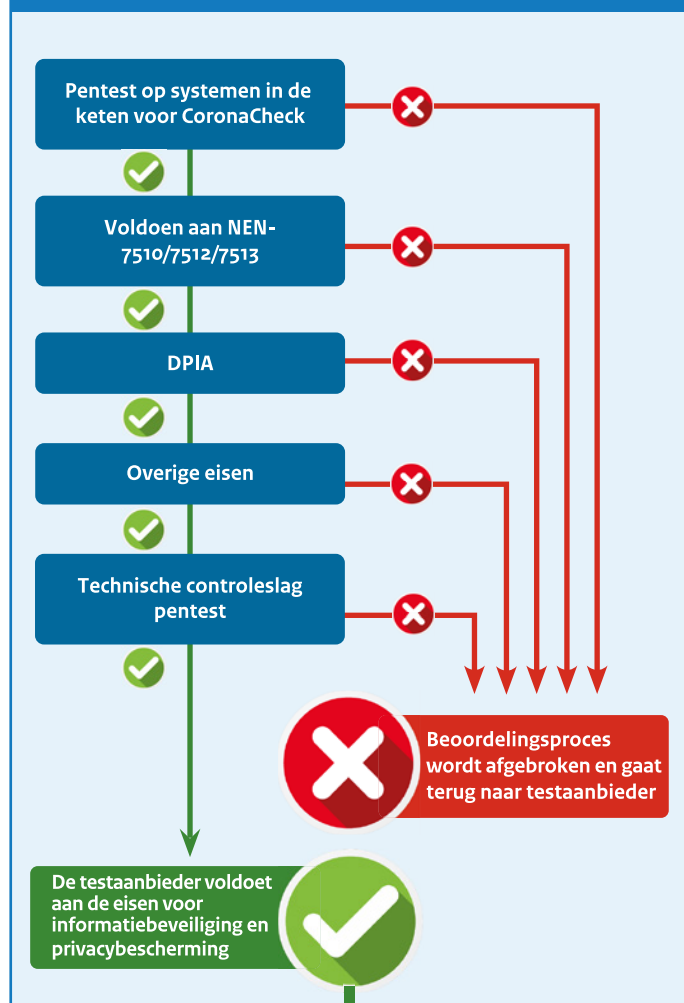 Pentest op systemen in de
keten voor CoronaCheck
Voldoen aan NEN-
7510/7512/7513
DPIA
Overige eisen
Technische controleslag
pentest
Beoordelingsproces
wordt afgebroken en gaat
terug naar testaanbieder
De testaanbieder voldoet
aan de eisen voor
informatiebeveiliging en
privacybescherming